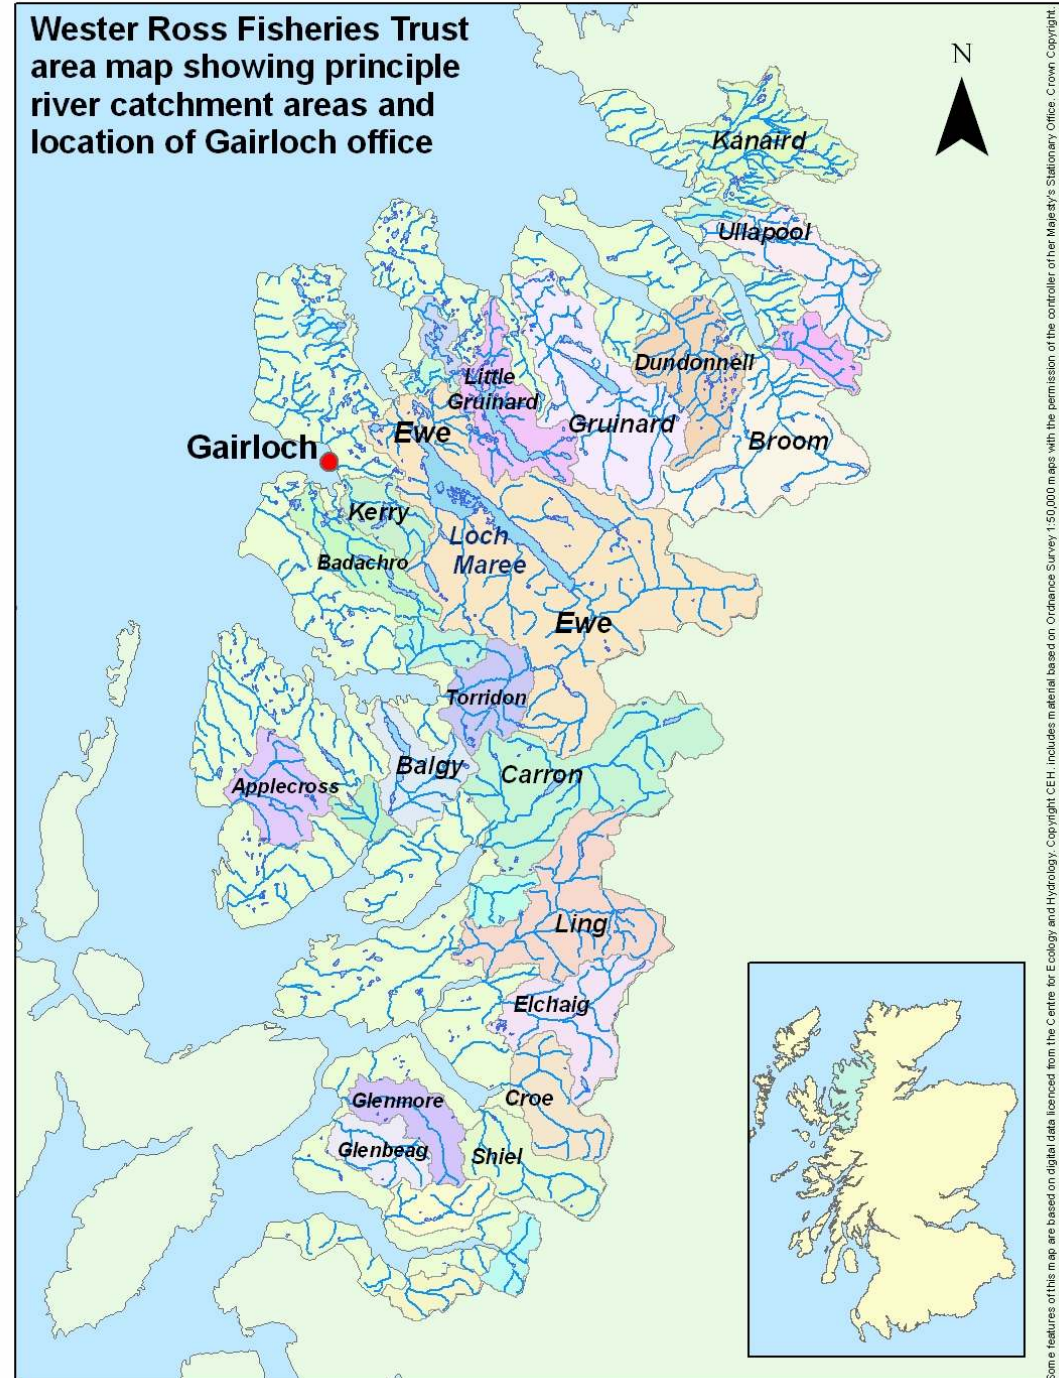 Wester Ross Fisheries Trust
area map showing principle
river catchment areas and
location of Gairloch office
N
Kanaird
Ullapool
Dundonnell
Little
Gruinard
Gruinard
Broom
Ewe
Gairloch
Kerry
Loch
Maree
Badachro
Ewe
Torridon
Balgy
Carron
Applecross
Ling
Elchaig
Glenmore
Croe
Glenbeag
Shiel
Some features of this map are based on digital data licenced from the Centre for Ecology and Hydrology. Copyright CEH. includes material based on Ordnance Survey 1:50,000 maps with the permission of the controller of her Majesty's Stationary Office. Crown Copyright.